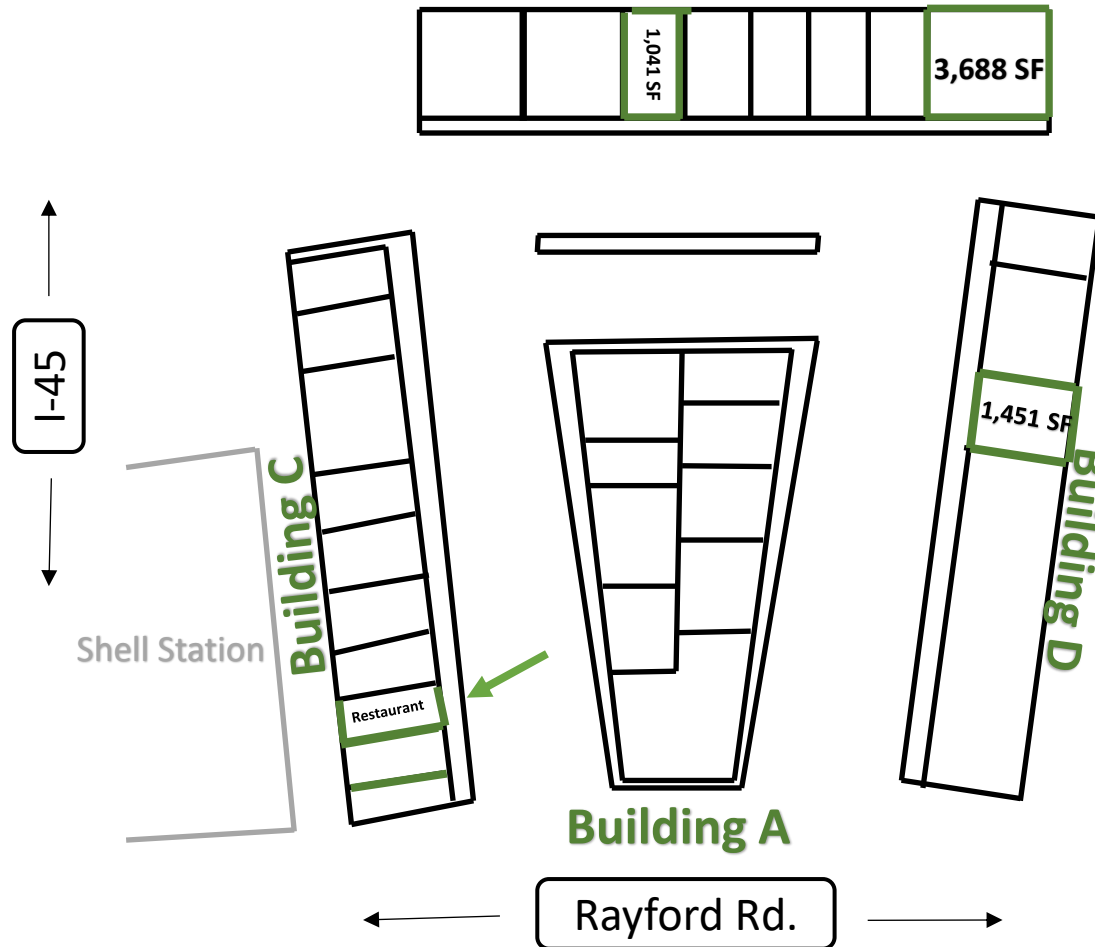 1,041 SF
3,688 SF
I-45
1,451 SF
Building C
Building D
Shell Station
Restaurant
Building A
Rayford Rd.